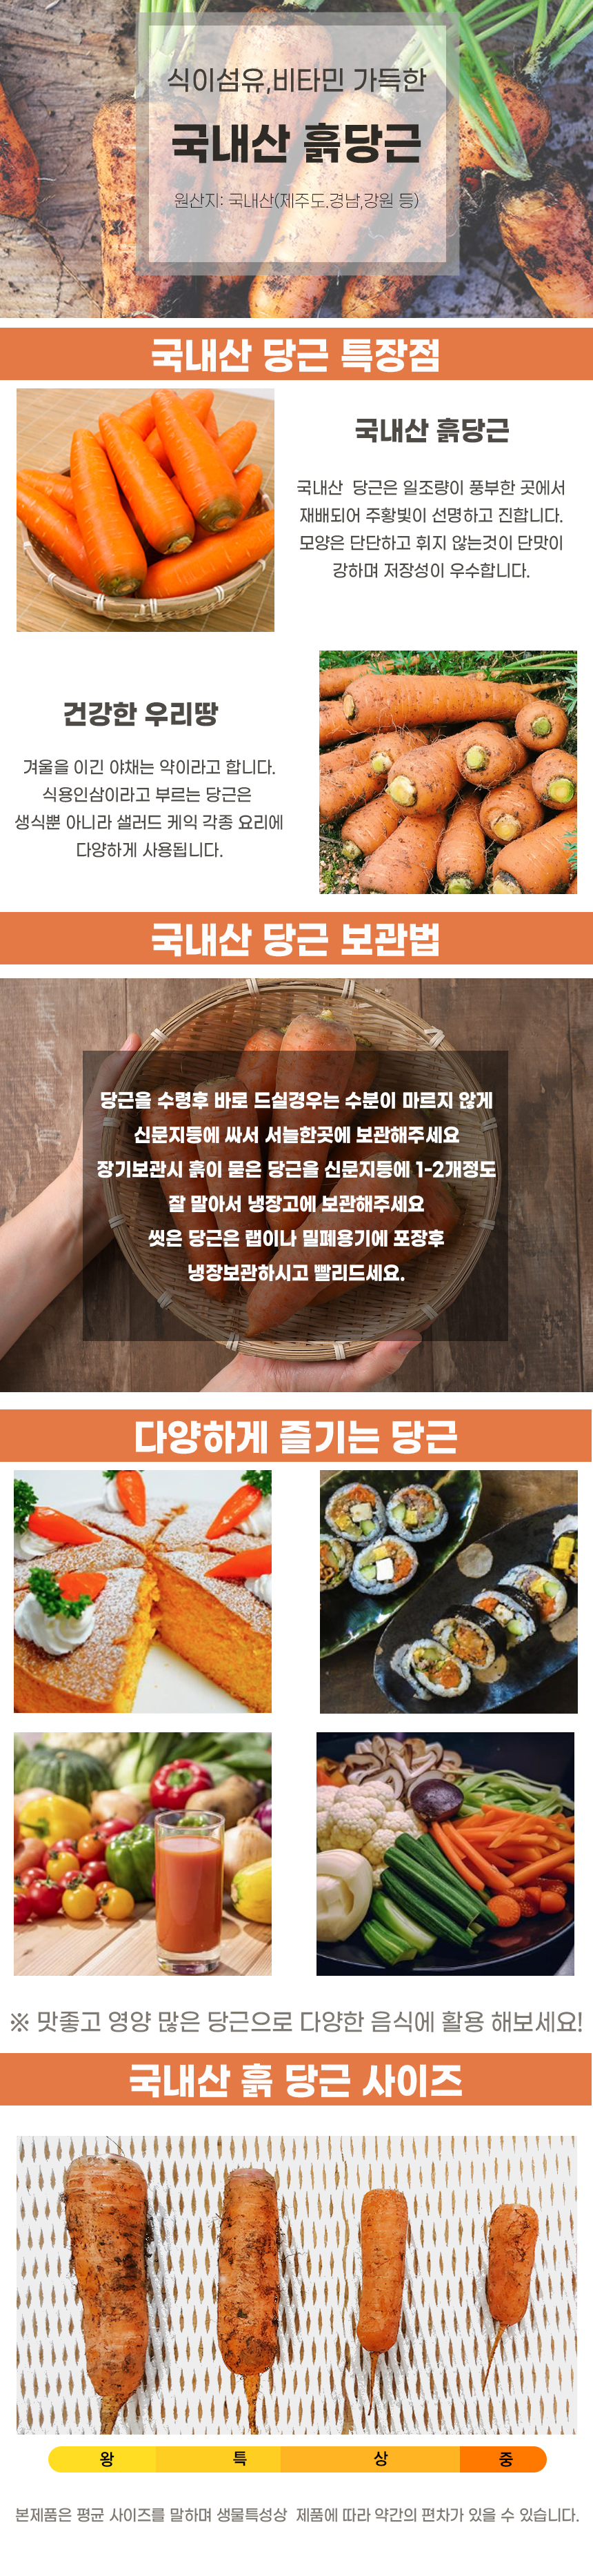 식이섬유,비타민 가득한
국내산 흙당근
원산지: 국내산(제주도,경남,강원 등)
국내산 당근 특장점
국내산 흙당근
국내산 당근은 일조량이 풍부한 곳에서
재배되어 주황빛이 선명하고 진합니다.
모양은 단단하고 휘지 않는것이 단맛이
강하며 저장성이 우수합니다.
건강한 우리땅
겨울을 이긴 야채는 약이라고 합니다.
식용인삼이라고 부르는 당근은
생식뿐 아니라 샐러드 케익 각종 요리에
다양하게 사용됩니다.
국내산 당근 보관법
당근을 수령후 바로 드실경우는 수분이 마르지 않게
신문지등에 싸서 서늘한곳에 보관해주세요
장기보관시 흙이 묻은 당근을 신문지등에 1-2개정도
잘 말아서 냉장고에 보관해주세요
씻은 당근은 랩이나 밀폐용기에 포장후
냉장보관하시고 빨리드세요.
다양하게 즐기는 당근
※ 맛좋고 영양 많은 당근으로 다양한 음식에 활용 해보세요!
국내산 흙 당근 사이즈
왕 특 상 중
본제품은 평균 사이즈를 말하며 생물특성상 제품에 따라 약간의 편차가 있을 수 있습니다.